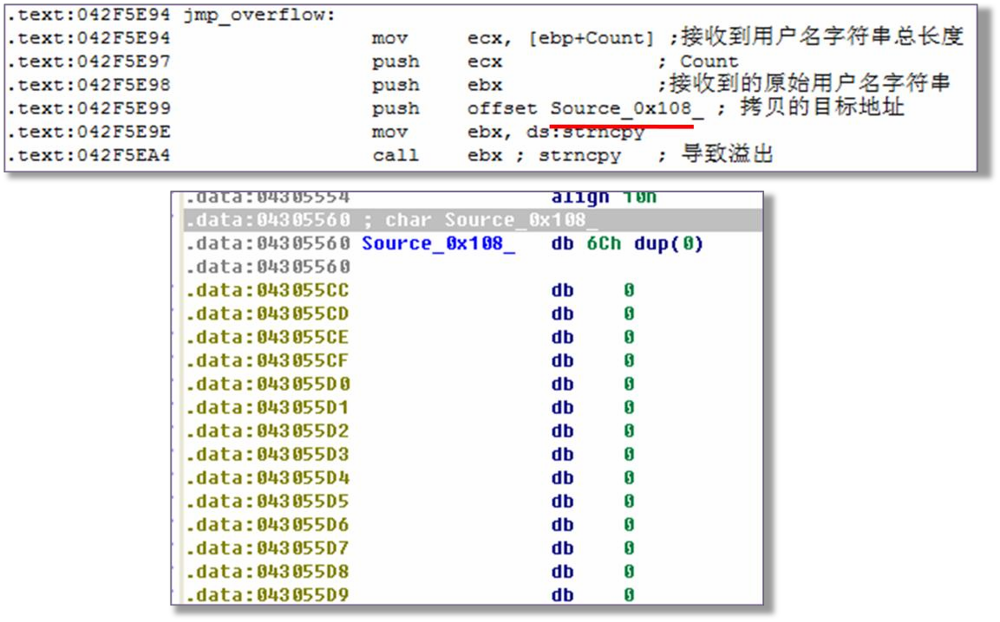 .text:042F5E94 jmp_overflow:
.text:042F5E94 mov ecx, [ebp+Count] ;接收到用户名字符串总长度
.text:042F5E97 push ecx ; Count
.text:042F5E98 push ebx ;接收到的原始用户名字符串
.text:042F5E99 push offset Source_0x108_ ; 拷贝的目标地址
.text:042F5E9E mov ebx, ds:strncpy
.text:042F5EA4 call ebx ; strncpy ; 导致溢出
.data:04305554 align 10h
.data:04305560 ; char Source_0x108_
.data:04305560 Source_0x108_ db 6Ch dup(0)
.data:04305560
.data:043055CC db 0
.data:043055CD db 0
.data:043055CE db 0
.data:043055CF db 0
.data:043055D0 db 0
.data:043055D1 db 0
.data:043055D2 db 0
.data:043055D3 db 0
.data:043055D4 db 0
.data:043055D5 db 0
.data:043055D6 db 0
.data:043055D7 db 0
.data:043055D8 db 0
.data:043055D9 db 0